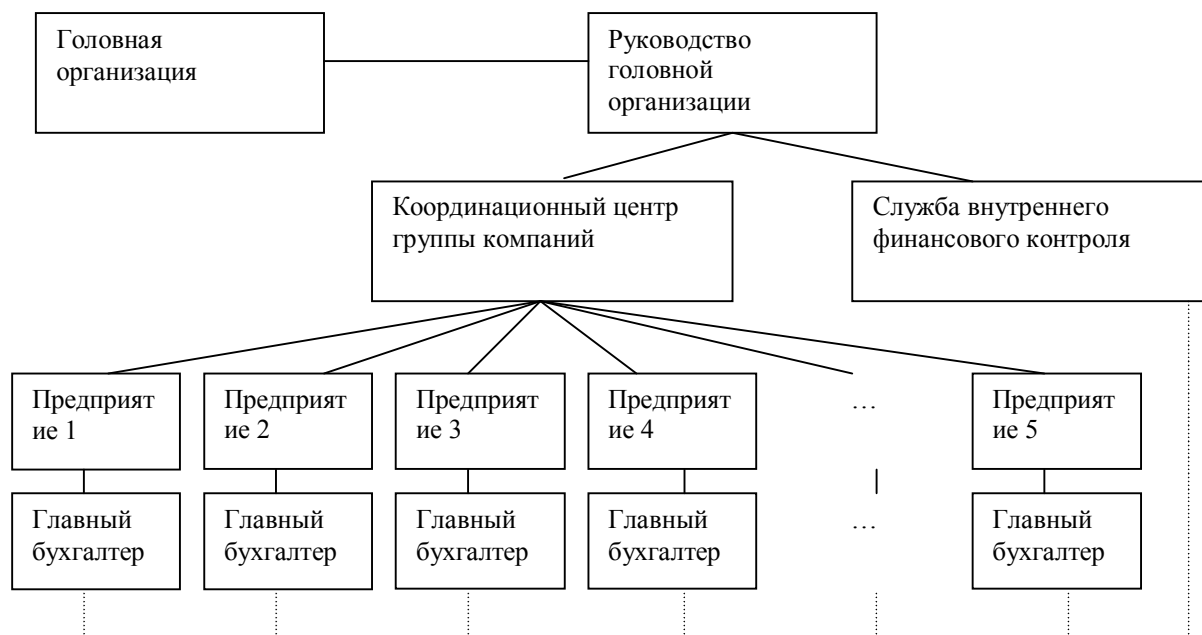 Головная
организация
Руководство
головной
организации
Координационный центр
группы компаний
Служба внутреннего
финансового контроля
Предприят
ие 1
Предприят
ие 2
Предприят
ие 3
Предприят
ие 4
…
Предприят
ие 5
Главный
бухгалтер
Главный
бухгалтер
Главный
бухгалтер
Главный
бухгалтер
…
Главный
бухгалтер